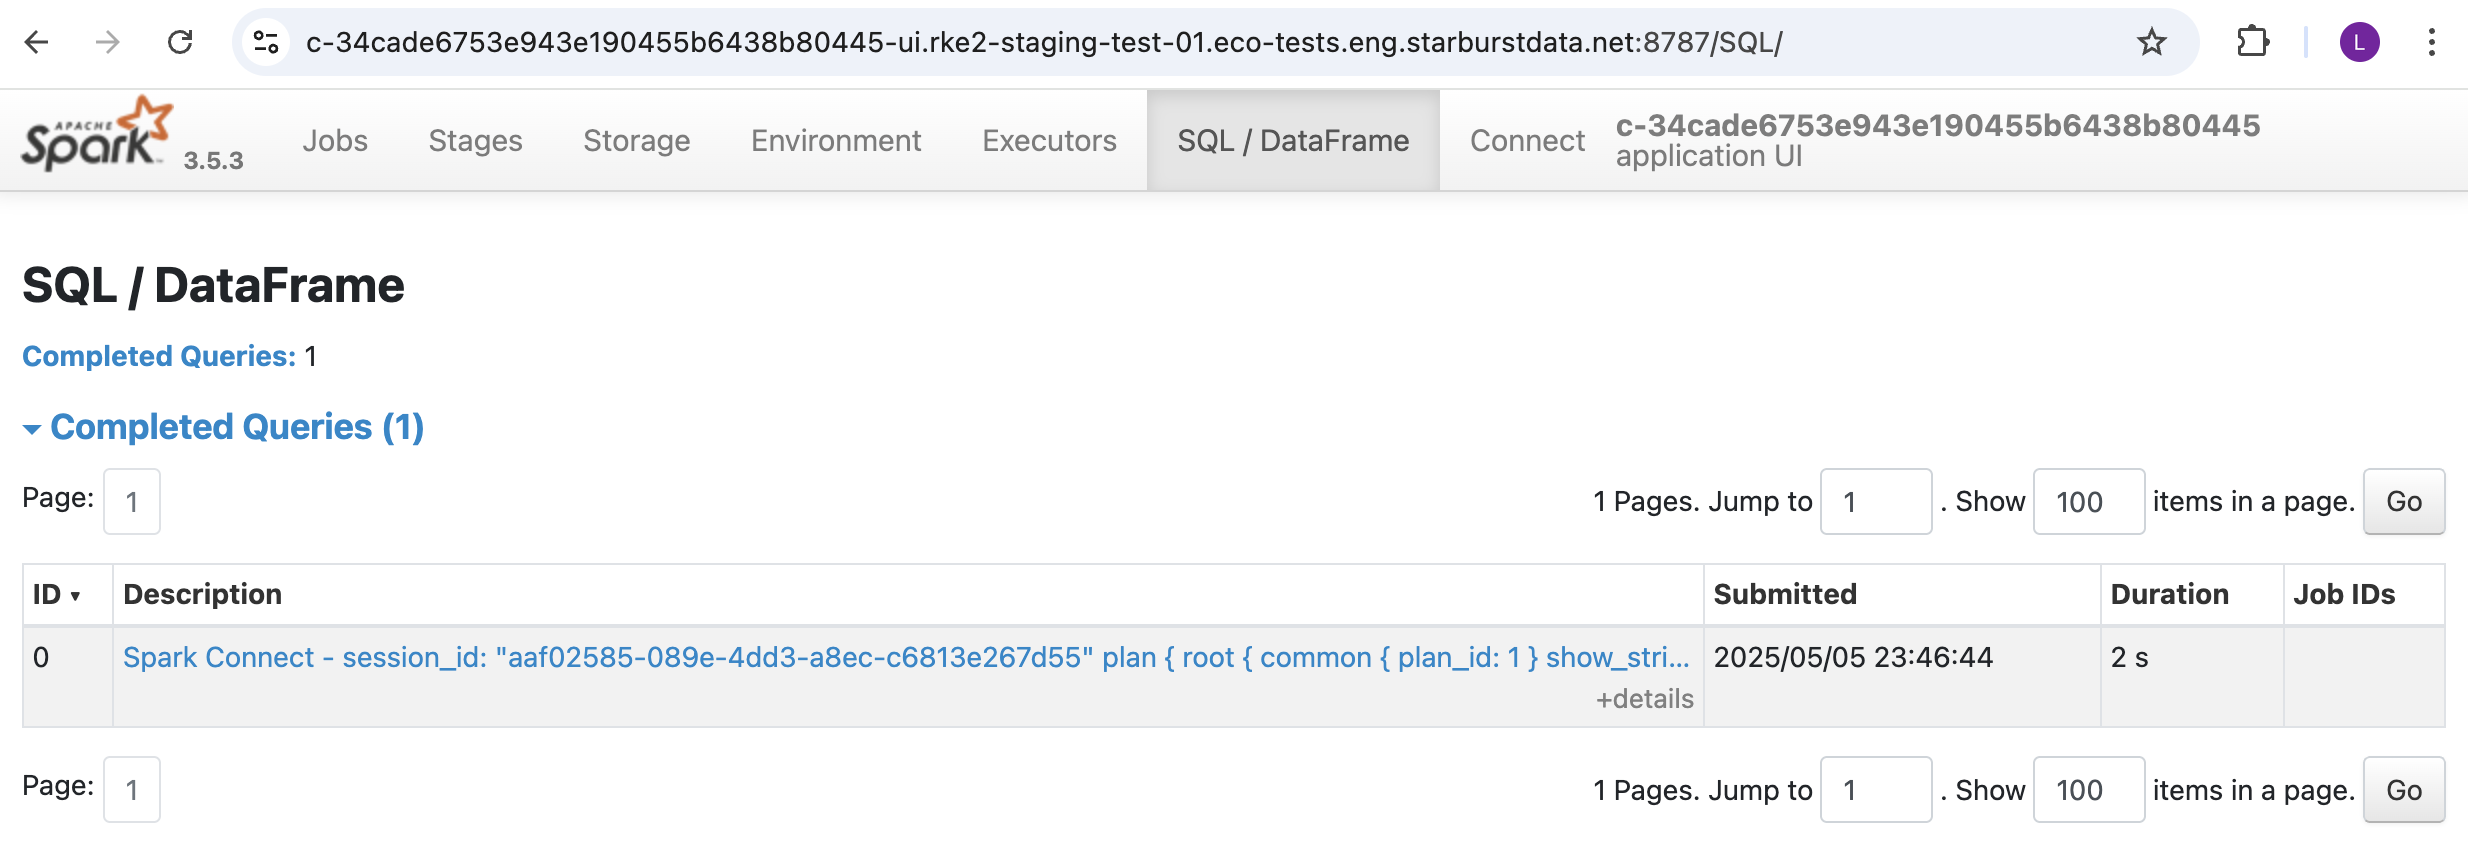 c-34cade6753e943e190455b6438b80445-ui.rke2-staging-test-01.eco-tests.eng.starburstdata.net:8787/SQL/
L
APACHE Spark™ 3.5.3
Jobs
Stages
Storage
Environment
Executors
SQL / DataFrame
Connect
c-34cade6753e943e190455b6438b80445
application UI
SQL / DataFrame
Completed Queries: 1
Completed Queries (1)
Page: 1
1 Pages. Jump to 1 . Show 100 items in a page. Go
ID ▾ Description Submitted Duration Job IDs
0 Spark Connect - session_id: "aaf02585-089e-4dd3-a8ec-c6813e267d55" plan { root { common { plan_id: 1 } show_stri... 2025/05/05 23:46:44 2 s
+details
Page: 1
1 Pages. Jump to 1 . Show 100 items in a page. Go